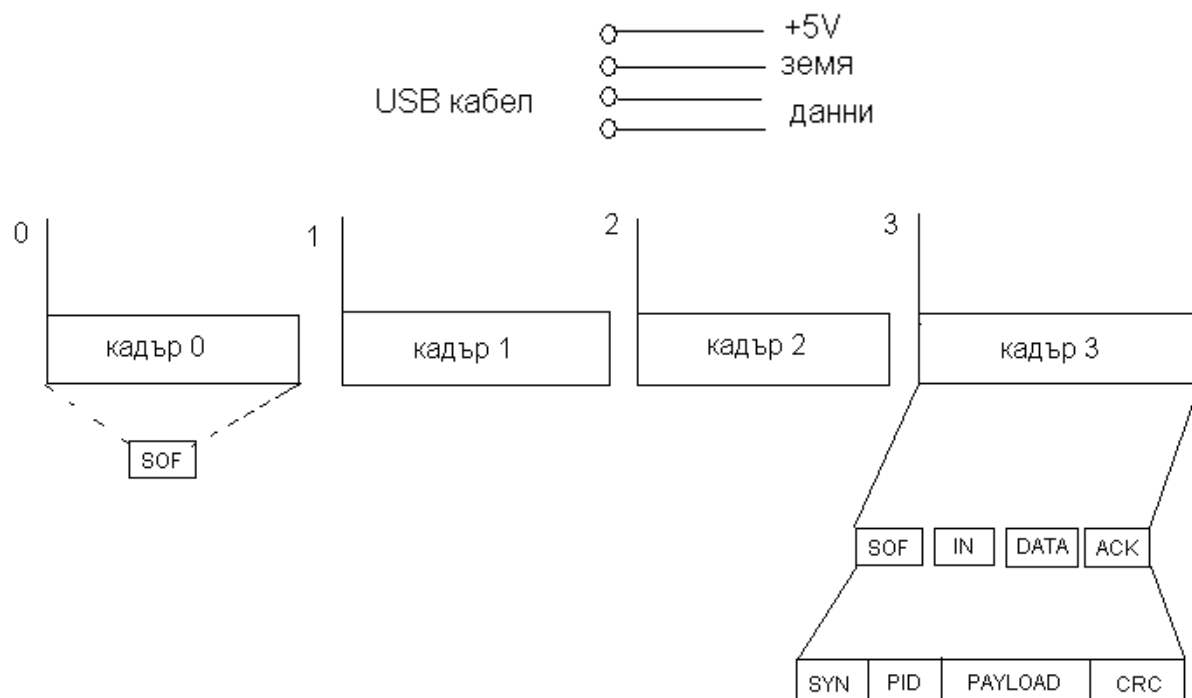 +5V
земя
USB кабел
данни
0
1
2
3
кадър 0
кадър 1
кадър 2
кадър 3
SOF
SOF IN DATA ACK
SYN PID PAYLOAD CRC